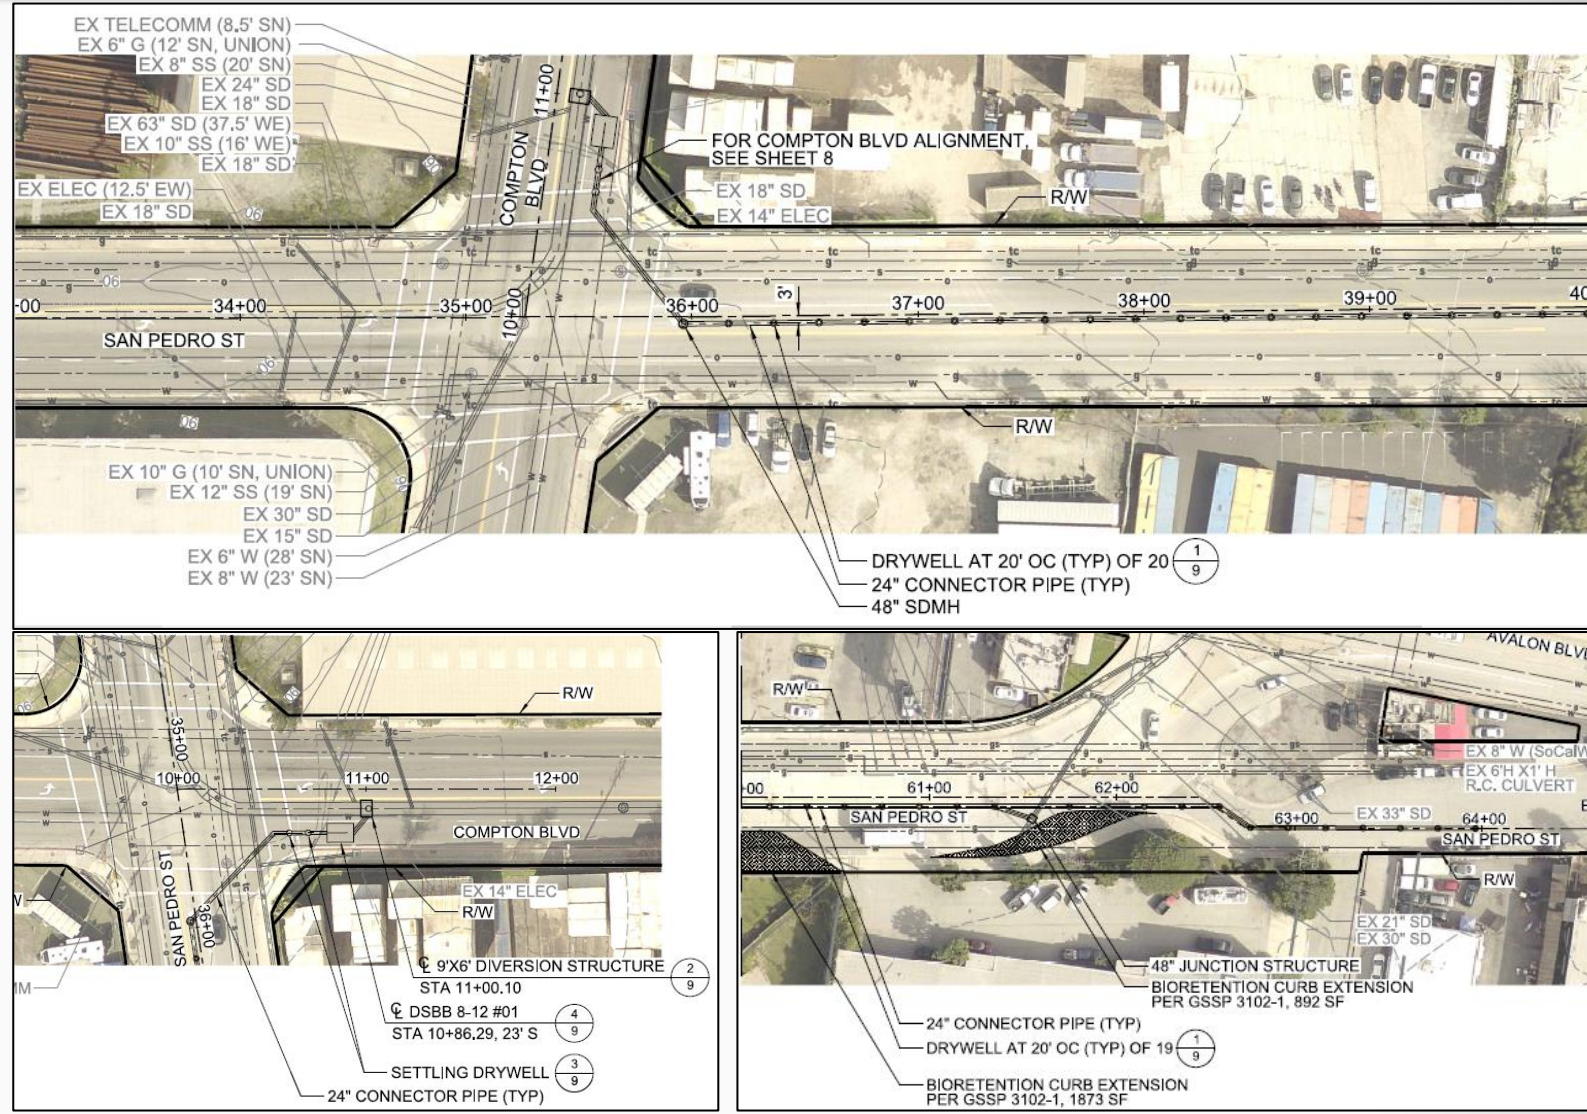 EX TELECOMM (8.5' SN)
EX 6" G (12' SN, UNION)
EX 8" SS (20' SN)
EX 24" SD
EX 18" SD
EX 63" SD (37.5' WE)
EX 10" SS (16' WE)
EX 18" SD
EX ELEC (12.5' EW)
EX 18" SD
COMPTON
BLVD
11+00
FOR COMPTON BLVD ALIGNMENT,
SEE SHEET 8
EX 18" SD
EX 14" ELEC
R/W
-00
34+00
35+00
10+00
36+00
3'
37+00
38+00
39+00
40
SAN PEDRO ST
R/W
EX 10" G (10' SN, UNION)
EX 12" SS (19' SN)
EX 30" SD
EX 15" SD
EX 6" W (28' SN)
EX 8" W (23' SN)
DRYWELL AT 20' OC (TYP) OF 20
1
9
24" CONNECTOR PIPE (TYP)
48" SDMH
R/W
35+00
10+00
11+00
12+00
COMPTON BLVD
SAN PEDRO ST
36+00
EX 14" ELEC
R/W
℄ 9'X6' DIVERSION STRUCTURE
STA 11+00.10
2
9
℄ DSBB 8-12 #01
STA 10+86.29, 23' S
4
9
SETTLING DRYWELL
3
9
24" CONNECTOR PIPE (TYP)
AVALON BLV
R/W
EX 8" W (SoCalW
EX 6'H X1' H
R.C. CULVERT
+00
61+00
62+00
EX 33" SD
SAN PEDRO ST
63+00
64+00
SAN PEDRO ST
R/W
EX 21" SD
EX 30" SD
48" JUNCTION STRUCTURE
BIORETENTION CURB EXTENSION
PER GSSP 3102-1, 892 SF
24" CONNECTOR PIPE (TYP)
DRYWELL AT 20' OC (TYP) OF 19
1
9
BIORETENTION CURB EXTENSION
PER GSSP 3102-1, 1873 SF